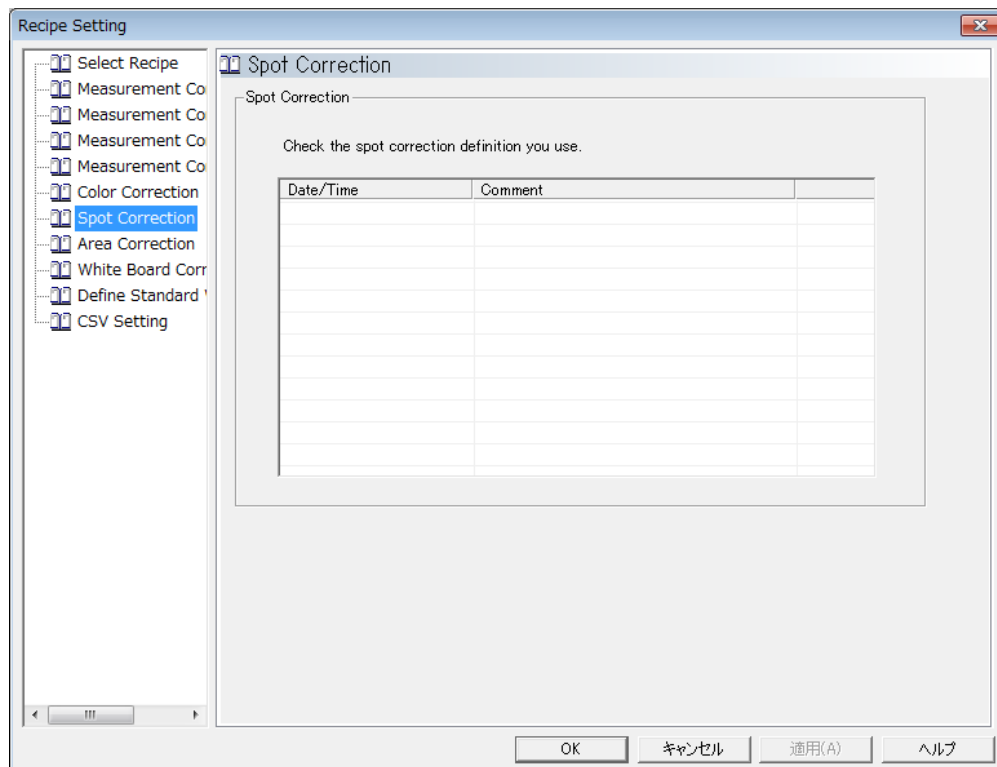 Recipe Setting
Select Recipe
Measurement Co
Measurement Co
Measurement Co
Measurement Co
Color Correction
Spot Correction
Area Correction
White Board Corr
Define Standard
CSV Setting
Spot Correction
Spot Correction
Check the spot correction definition you use.
Date/Time Comment
OK キャンセル 適用(A) ヘルプ